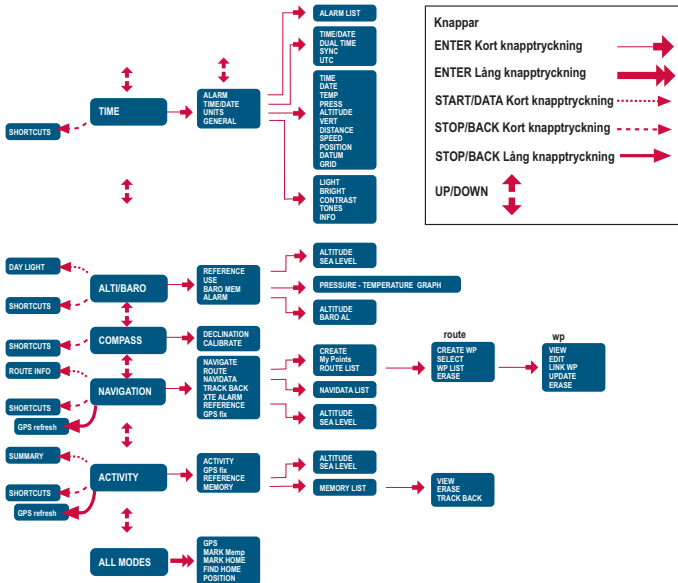 ALARM LIST
TIME/DATE
DUAL TIME
SYNC
UTC
TIME
SHORTCUTS
ALARM
TIME/DATE
UNITS
GENERAL
TIME
DATE
TEMP
PRESS
ALTITUDE
VERT
DISTANCE
SPEED
POSITION
DATUM
GRID
LIGHT
BRIGHT
CONTRAST
TONES
INFO
Knappar
ENTER Kort knapptryckning
ENTER Lång knapptryckning
START/DATA Kort knapptryckning
STOP/BACK Kort knapptryckning
STOP/BACK Lång knapptryckning
UP/DOWN
DAY LIGHT
SHORTCUTS
ALTI/BARO
REFERENCE
USE
BARO MEM
ALARM
ALTITUDE
SEA LEVEL
PRESSURE - TEMPERATURE GRAPH
ALTITUDE
BARO AL
SHORTCUTS
COMPASS
DECLINATION
CALIBRATE
ROUTE INFO
SHORTCUTS
GPS refresh
NAVIGATION
NAVIGATE
ROUTE
NAVIDATA
TRACK BACK
XTE ALARM
REFERENCE
GPS fix
CREATE
My Points
ROUTE LIST
NAVIDATA LIST
ALTITUDE
SEA LEVEL
route
CREATE WP
SELECT
WP LIST
ERASE
wp
VIEW
EDIT
LINK WP
UPDATE
ERASE
SUMMARY
SHORTCUTS
GPS refresh
ACTIVITY
ACTIVITY
GPS fix
REFERENCE
MEMORY
ALTITUDE
SEA LEVEL
MEMORY LIST
VIEW
ERASE
TRACK BACK
ALL MODES
GPS
MARK Memp
MARK HOME
FIND HOME
POSITION